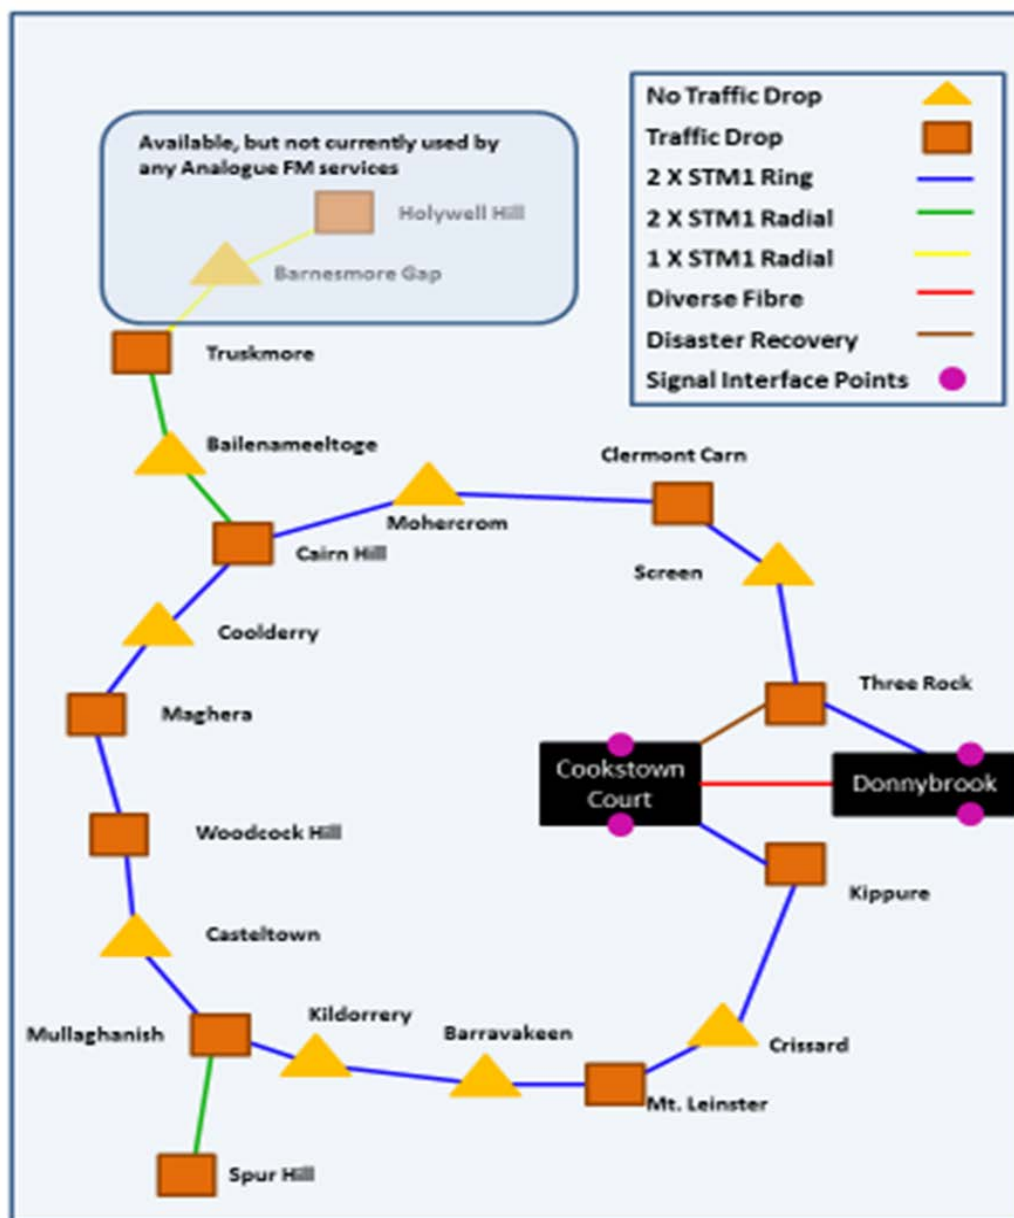 No Traffic Drop
Traffic Drop
2 X STM1 Ring
2 X STM1 Radial
1 X STM1 Radial
Diverse Fibre
Disaster Recovery
Signal Interface Points
Available, but not currently used by
any Analogue FM services
Holywell Hill
Barnesmore Gap
Truskmore
Bailenameeltoge
Clermont Carn
Mohercrom
Cairn Hill
Screen
Coolderry
Three Rock
Maghera
Cookstown
Court
Donnybrook
Woodcock Hill
Kippure
Casteltown
Kildorrery
Mullaghanish
Barravakeen
Crissard
Mt. Leinster
Spur Hill